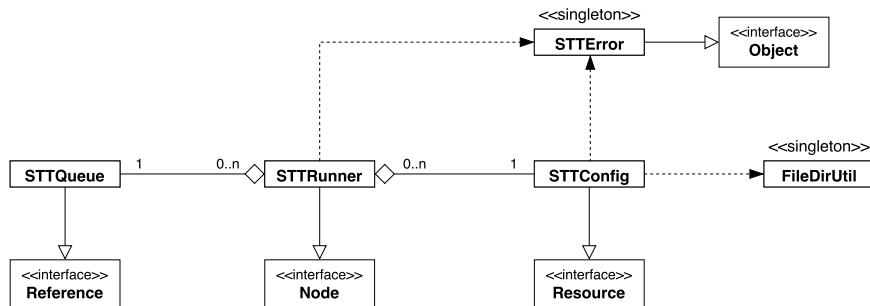 <<singleton>>
STTError
<<interface>>
Object
<<singleton>>
1
0..n
0..n
1
STTQueue
STTRunner
STTConfig
FileDirUtil
<<interface>>
Reference
<<interface>>
Node
<<interface>>
Resource